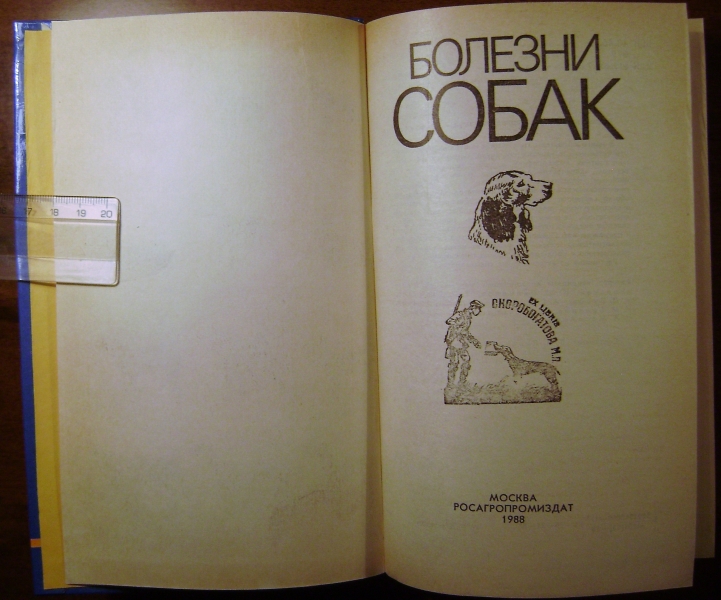 17 18 19 20
БОЛЕЗНИ
СОБАК
EX LIBRIS
СКОРОБОГАТОВА М.П
МОСКВА
РОСАГРОПРОМИЗДАТ
1988